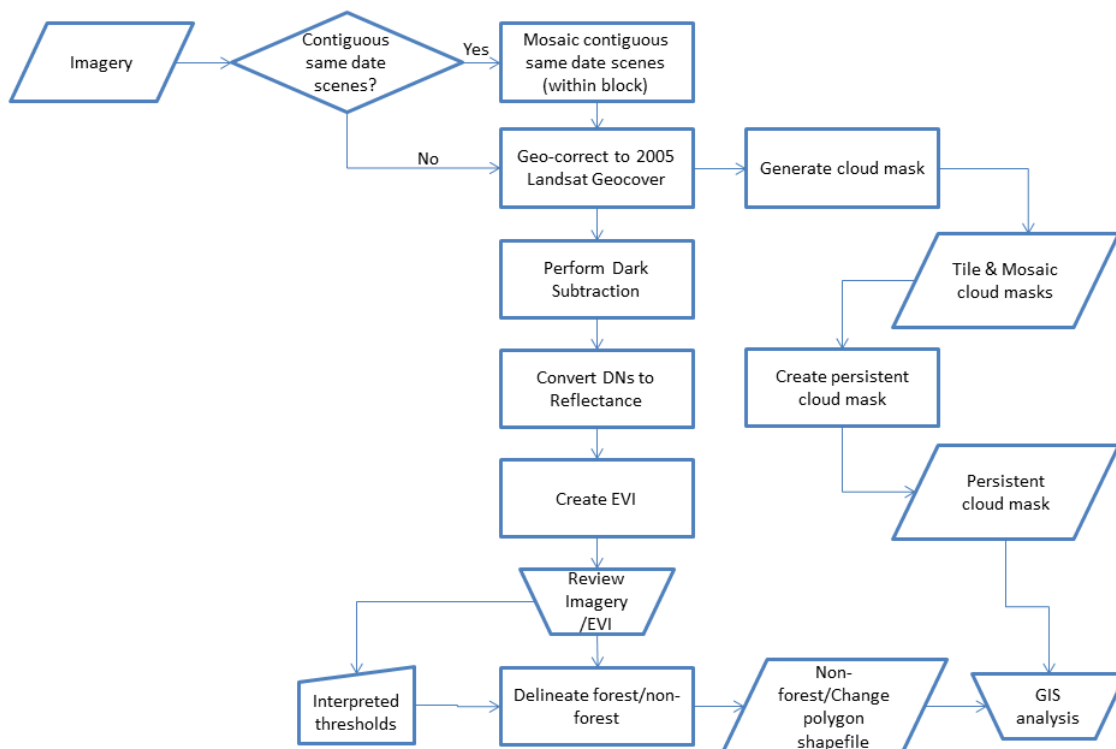 Imagery
Contiguous
same date
scenes?
Yes
Mosaic contiguous
same date scenes
(within block)
No
Geo-correct to 2005
Landsat Geocover
Generate cloud mask
Perform Dark
Subtraction
Tile & Mosaic
cloud masks
Convert DNs to
Reflectance
Create persistent
cloud mask
Create EVI
Persistent
cloud mask
Review
Imagery
/EVI
Interpreted
thresholds
Delineate forest/non-
forest
Non-
forest/Change
polygon
shapefile
GIS
analysis